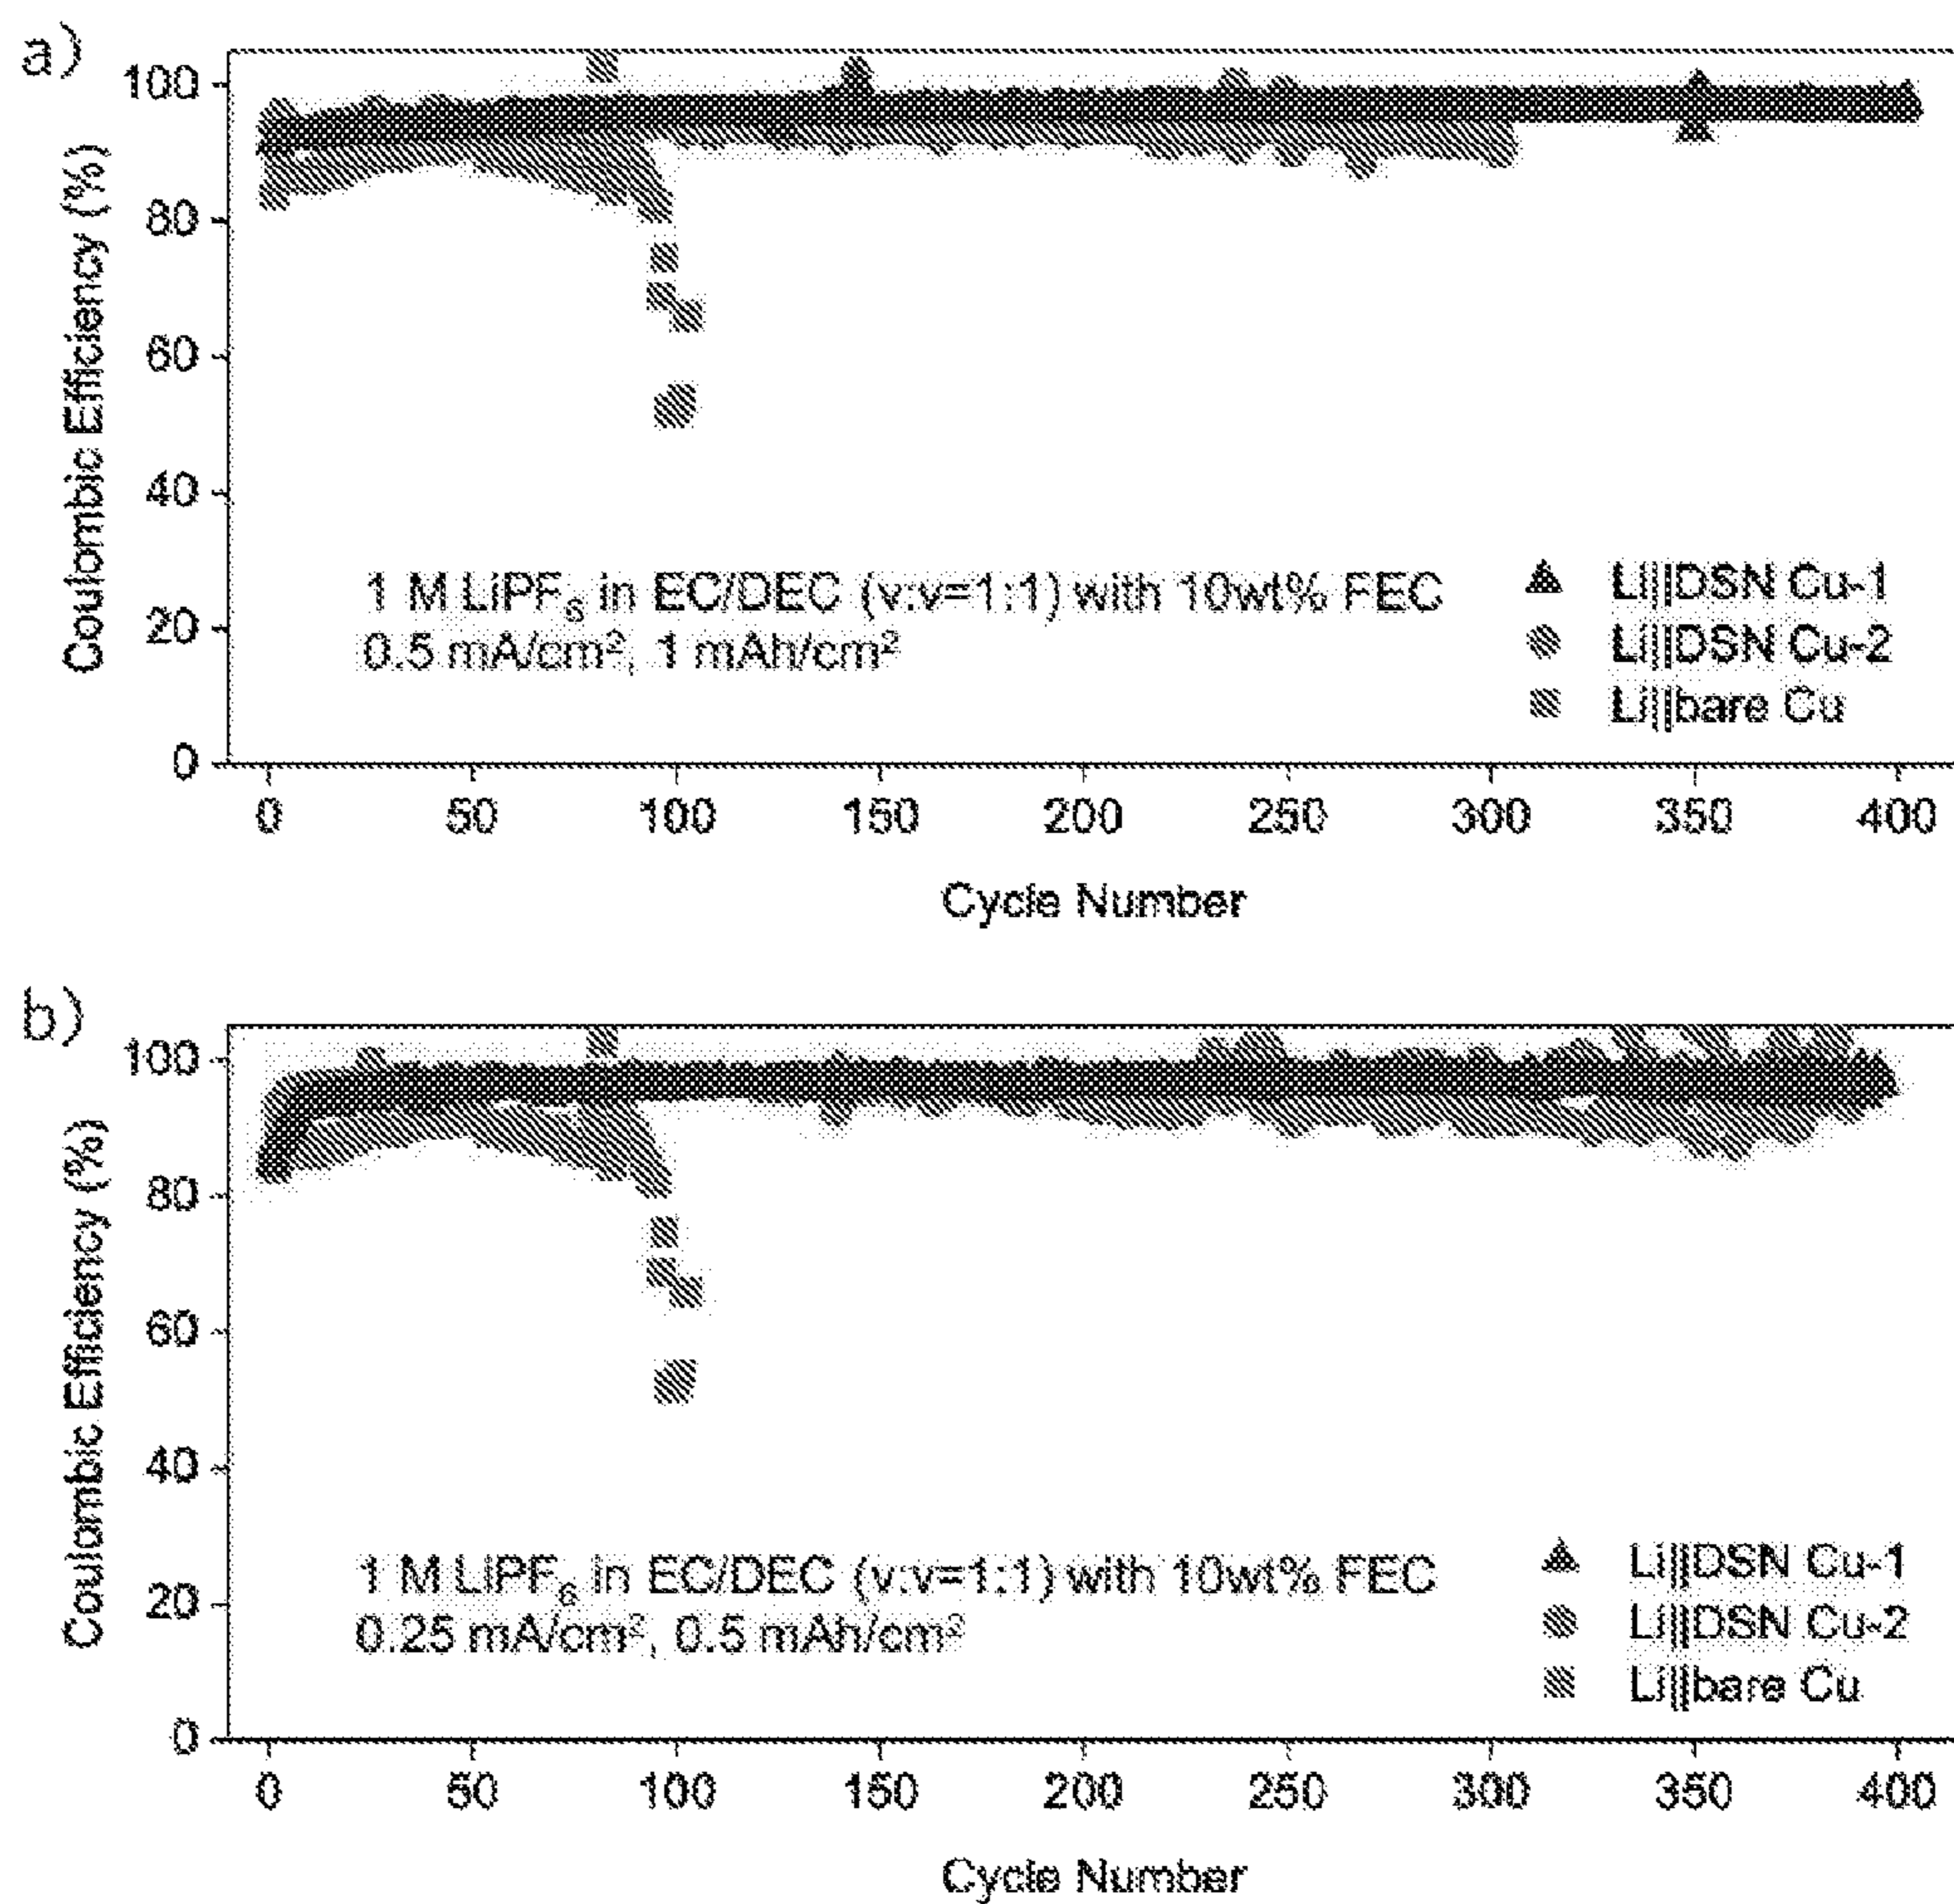 a)
Coulombic Efficiency (%)
100
80
60
40
20
0
1 M LiPF₆ in EC/DEC (v:v=1:1) with 10wt% FEC
0.5 mA/cm², 1 mAh/cm²
Li||DSN Cu-1
Li||DSN Cu-2
Li||bare Cu
0 50 100 150 200 250 300 350 400
Cycle Number
b)
Coulombic Efficiency (%)
100
80
60
40
20
0
1 M LiPF₆ in EC/DEC (v:v=1:1) with 10wt% FEC
0.25 mA/cm², 0.5 mAh/cm²
Li||DSN Cu-1
Li||DSN Cu-2
Li||bare Cu
0 50 100 150 200 250 300 350 400
Cycle Number